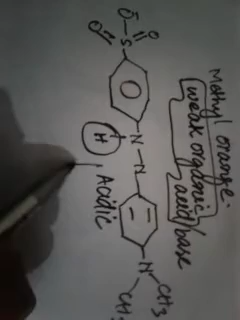 Methyl orange.
weak organic
acid/base
O⁻
O
S
O
N
N
H
, Acidic
N
CH3
CH3